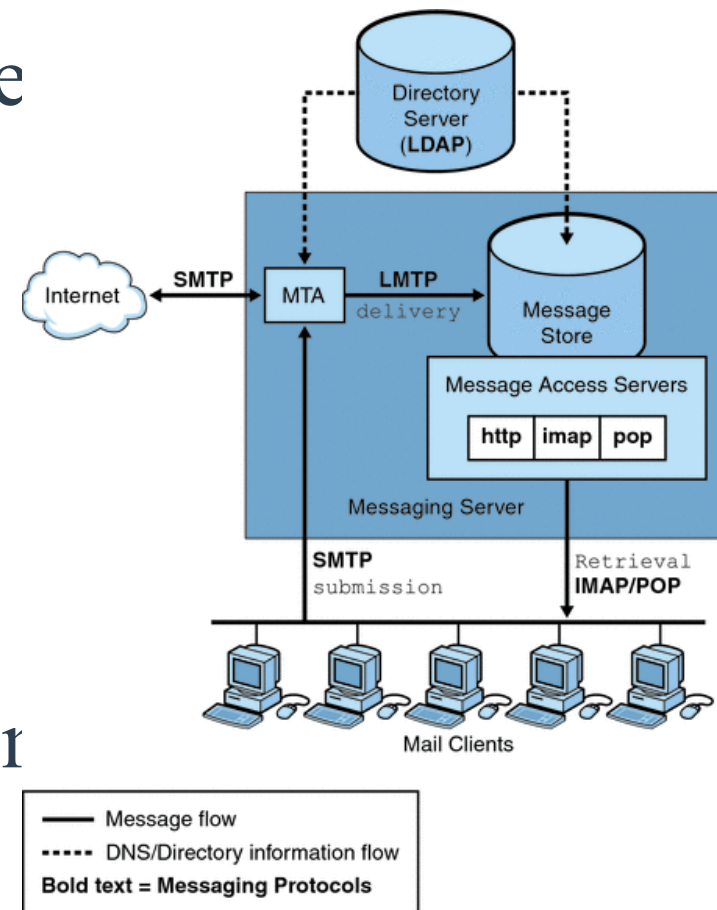 e
Directory
Server
(LDAP)
SMTP
LMTP
Internet
MTA
delivery
Message
Store
Message Access Servers
http imap pop
Messaging Server
SMTP
submission
Retrieval
IMAP/POP
Mail Clients
Message flow
DNS/Directory information flow
Bold text = Messaging Protocols